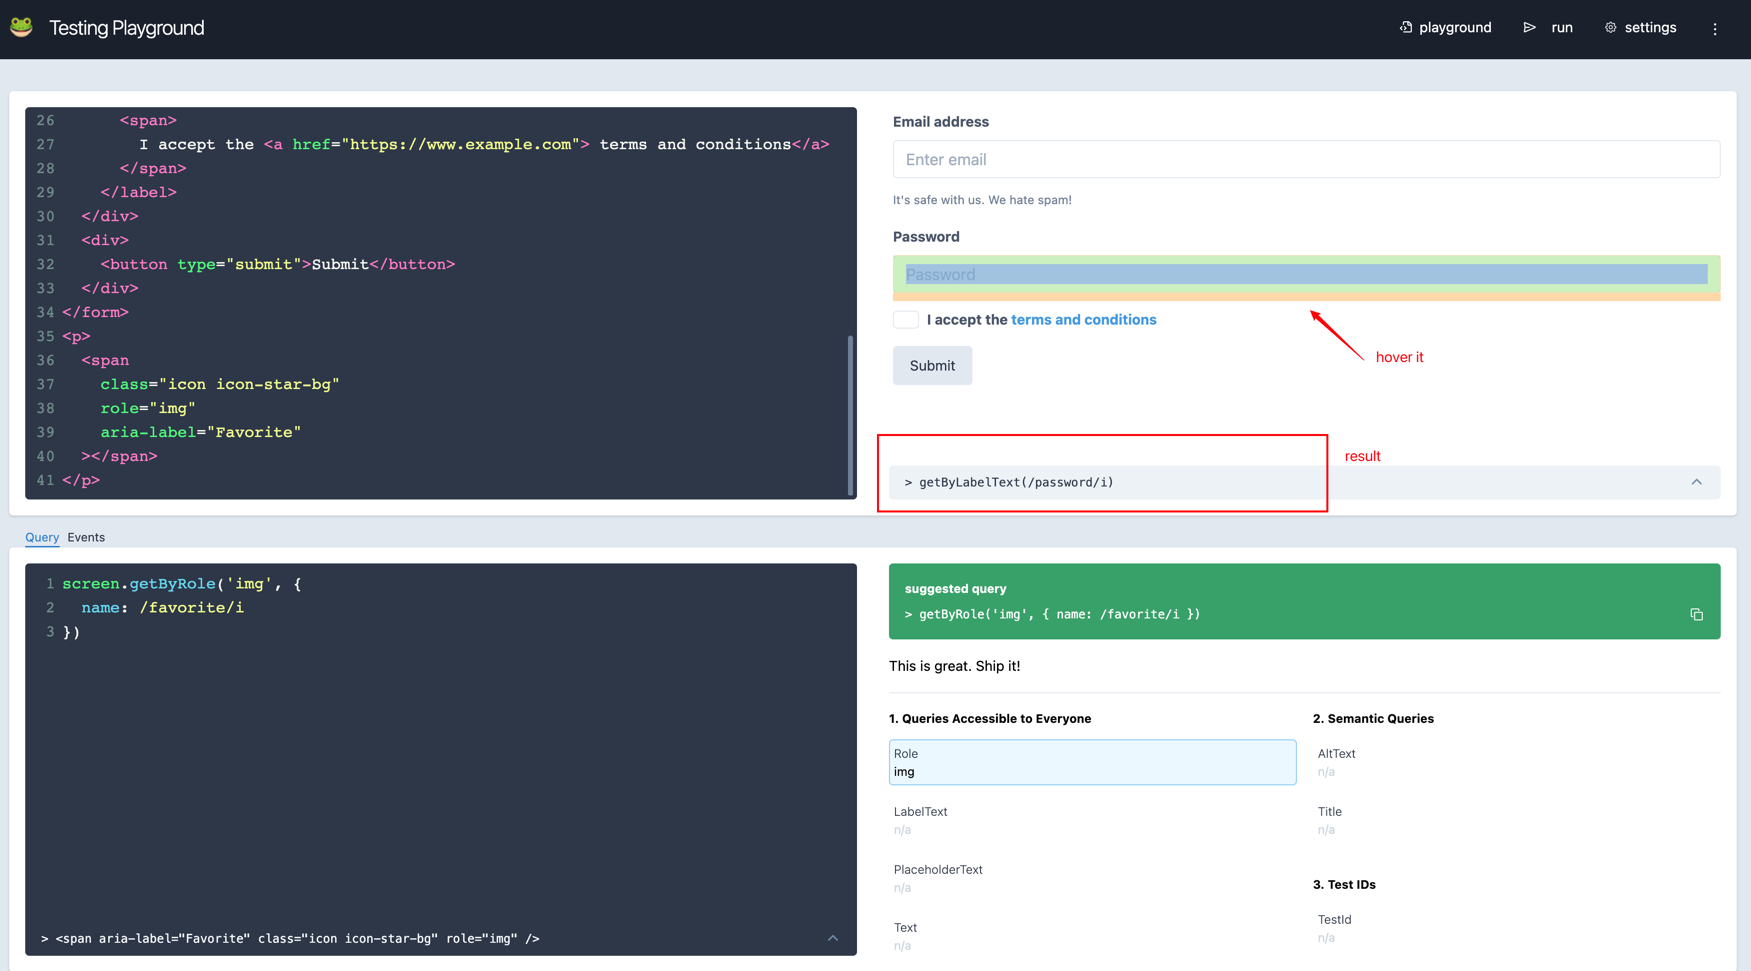 Testing Playground
playground
run
settings
26 <span>
27 I accept the <a href="https://www.example.com"> terms and conditions</a>
28 </span>
29 </label>
30 </div>
31 <div>
32 <button type="submit">Submit</button>
33 </div>
34 </form>
35 <p>
36 <span
37 class="icon icon-star-bg"
38 role="img"
39 aria-label="Favorite"
40 ></span>
41 </p>
Email address
Enter email
It's safe with us. We hate spam!
Password
Password
I accept the terms and conditions
hover it
Submit
result
> getByLabelText(/password/i)
Query Events
1 screen.getByRole('img', {
2 name: /favorite/i
3 })
> <span aria-label="Favorite" class="icon icon-star-bg" role="img" />
suggested query
> getByRole('img', { name: /favorite/i })
This is great. Ship it!
1. Queries Accessible to Everyone
Role
img
LabelText
n/a
PlaceholderText
n/a
Text
n/a
2. Semantic Queries
AltText
n/a
Title
n/a
3. Test IDs
TestId
n/a